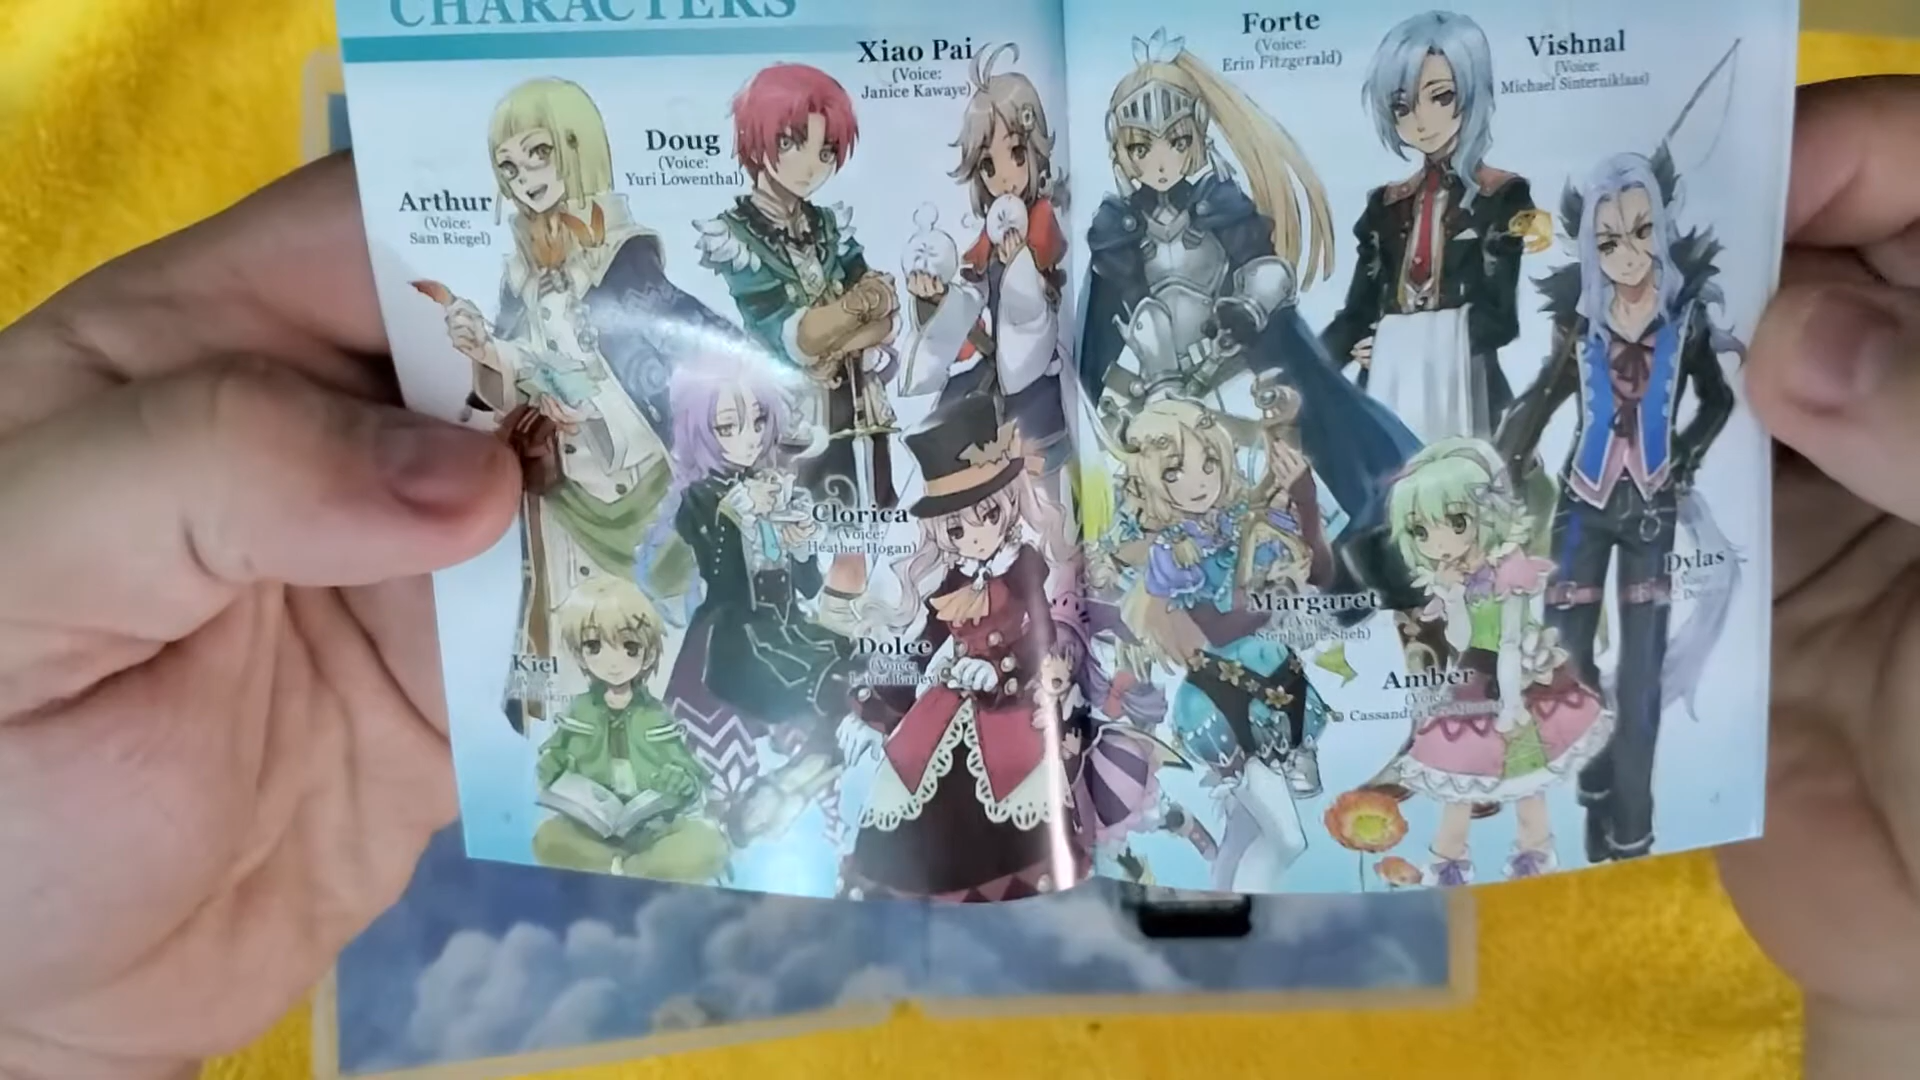 CHARACTERS
Arthur
(Voice:
Sam Riegel)
Doug
(Voice:
Yuri Lowenthal)
Xiao Pai
(Voice:
Janice Kawaye)
Forte
(Voice:
Erin Fitzgerald)
Vishnal
(Voice:
Michael Sinterniklaas)
Clorica
(Voice:
Heather Hogan)
Kiel
Dolce
(Voice:
Laura Bailey)
Margaret
(Voice:
Stephanie Sheh)
Amber
(Voice:
Cassandra
Dylas